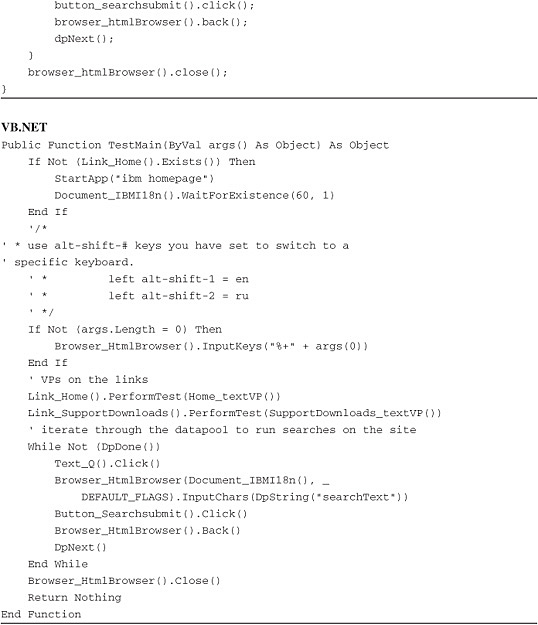 button_searchsubmit().click();
        browser_htmlBrowser().back();
        dpNext();
    }
    browser_htmlBrowser().close();
}
VB.NET
Public Function TestMain(ByVal args() As Object) As Object
    If Not (Link_Home().Exists()) Then
        StartApp("ibm homepage")
        Document_IBMI18n().WaitForExistence(60, 1)
    End If
    '/*
' * use alt-shift-# keys you have set to switch to a
' specific keyboard.
    ' *         left alt-shift-1 = en
    ' *         left alt-shift-2 = ru
    ' */
    If Not (args.Length = 0) Then
        Browser_HtmlBrowser().InputKeys("%+" + args(0))
    End If
    ' VPs on the links
    Link_Home().PerformTest(Home_textVP())
    Link_SupportDownloads().PerformTest(SupportDownloads_textVP())
    ' iterate through the datapool to run searches on the site
    While Not (DpDone())
        Text_Q().Click()
        Browser_HtmlBrowser(Document_IBMI18n(), _
            DEFAULT_FLAGS).InputChars(DpString("searchText"))
        Button_Searchsubmit().Click()
        Browser_HtmlBrowser().Back()
        DpNext()
    End While
    Browser_HtmlBrowser().Close()
    Return Nothing
End Function